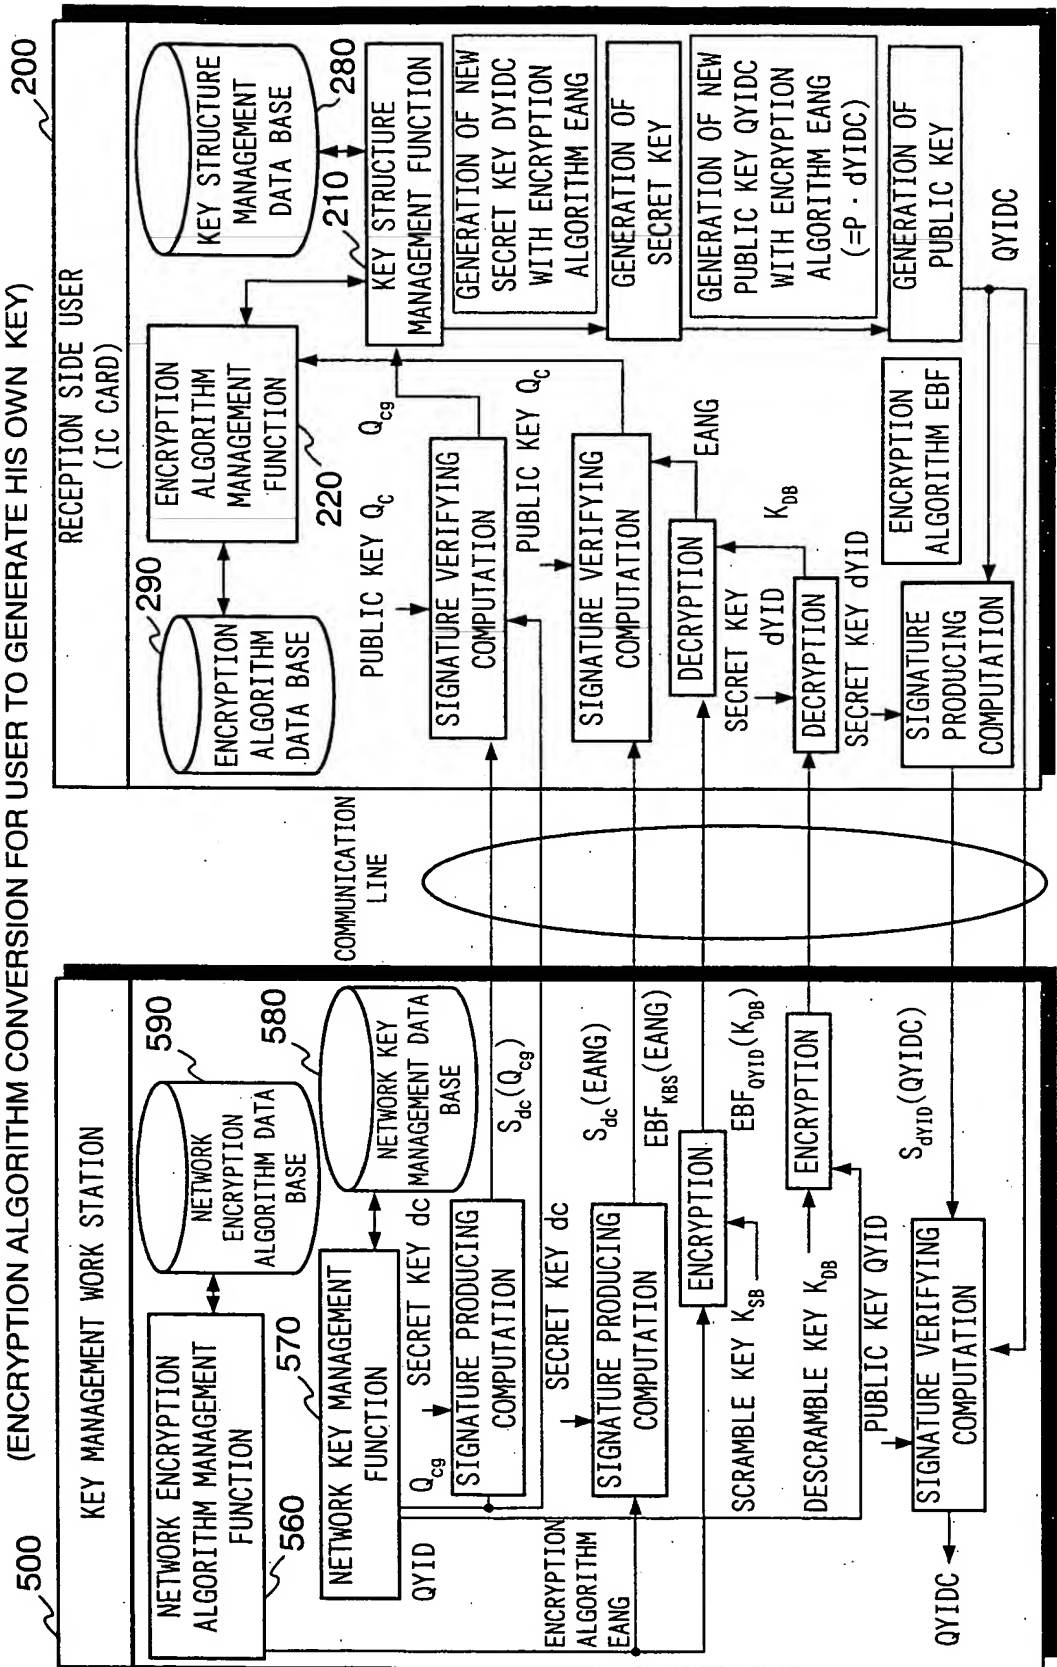 (ENCRYPTION ALGORITHM CONVERSION FOR USER TO GENERATE HIS OWN KEY)
500
KEY MANAGEMENT WORK STATION
NETWORK ENCRYPTION
ALGORITHM MANAGEMENT
FUNCTION
560
NETWORK
ENCRYPTION
ALGORITHM DATA
BASE
590
NETWORK KEY MANAGEMENT
FUNCTION
570
NETWORK KEY
MANAGEMENT DATA
BASE
580
QYID
Qcg
SECRET KEY dc
SIGNATURE PRODUCING
COMPUTATION
Sdc(Qcg)
ENCRYPTION
ALGORITHM
EANG
SECRET KEY dc
SIGNATURE PRODUCING
COMPUTATION
Sdc(EANG)
ENCRYPTION
EBFKBS(EANG)
SCRAMBLE KEY KSB
EBFQYID(KDB)
DESCRAMBLE KEY KDB
ENCRYPTION
PUBLIC KEY QYID
SIGNATURE VERIFYING
COMPUTATION
SdYID(QYIDC)
QYIDC
COMMUNICATION
LINE
200
RECEPTION SIDE USER
(IC CARD)
290
ENCRYPTION
ALGORITHM
DATA BASE
ENCRYPTION
ALGORITHM
MANAGEMENT
FUNCTION
220
KEY STRUCTURE
MANAGEMENT
DATA BASE
280
210
KEY STRUCTURE
MANAGEMENT FUNCTION
PUBLIC KEY QC
Qcg
SIGNATURE VERIFYING
COMPUTATION
GENERATION OF NEW
SECRET KEY DYIDC
WITH ENCRYPTION
ALGORITHM EANG
PUBLIC KEY QC
SIGNATURE VERIFYING
COMPUTATION
GENERATION OF
SECRET KEY
DECRYPTION
EANG
GENERATION OF NEW
PUBLIC KEY QYIDC
WITH ENCRYPTION
ALGORITHM EANG
(=P · dYIDC)
SECRET KEY
dYID
DECRYPTION
KDB
SECRET KEY dYID
ENCRYPTION
ALGORITHM EBF
GENERATION OF
PUBLIC KEY
SIGNATURE
PRODUCING
COMPUTATION
QYIDC